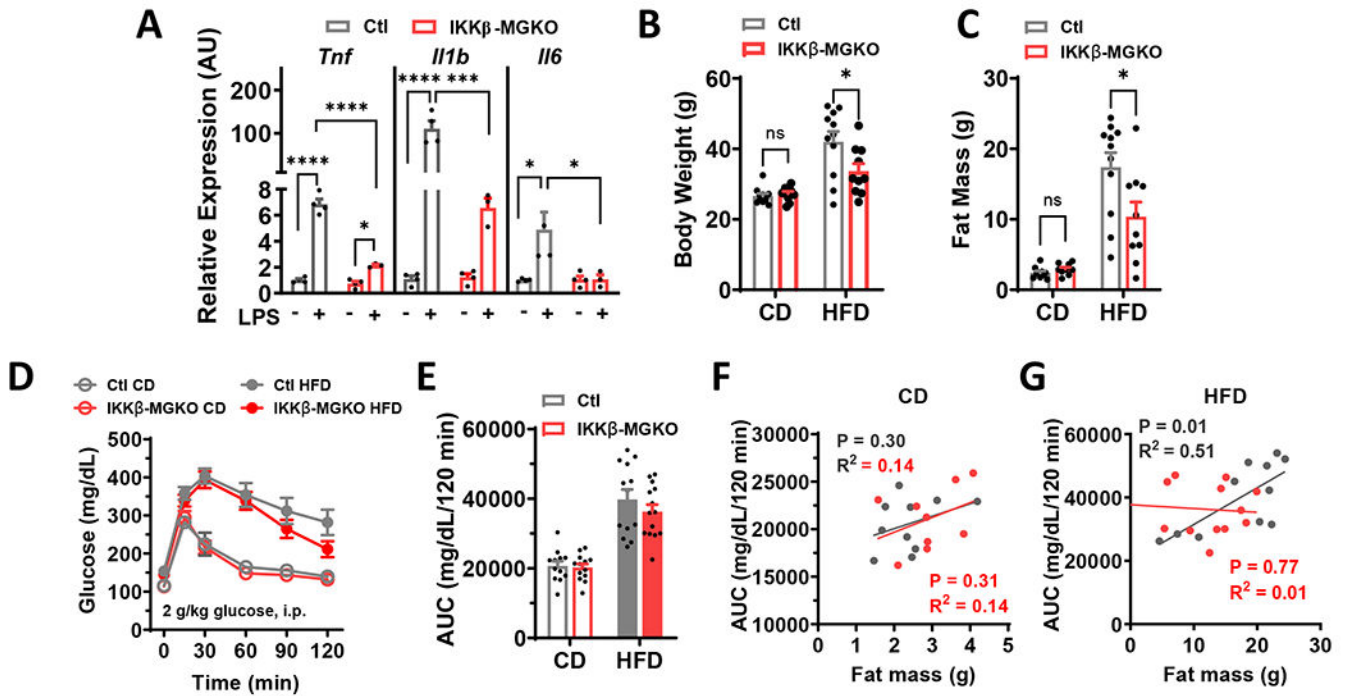 A
Ctl IKKβ-MGKO
Tnf Il1b Il6
Relative Expression (AU)
200
100
8
6
4
2
0
**** **** * **** *** * *
LPS - + - + - + - + - + - +
B
Ctl
IKKβ-MGKO
Body Weight (g)
60
40
20
0
ns *
CD HFD
C
Ctl
IKKβ-MGKO
Fat Mass (g)
30
20
10
0
ns *
CD HFD
D
Ctl CD Ctl HFD
IKKβ-MGKO CD IKKβ-MGKO HFD
Glucose (mg/dL)
500
400
300
200
100
0
2 g/kg glucose, i.p.
0 30 60 90 120
Time (min)
E
Ctl
IKKβ-MGKO
AUC (mg/dL/120 min)
60000
40000
20000
0
CD HFD
F
CD
AUC (mg/dL/120 min)
30000
25000
20000
15000
10000
P = 0.30
R² = 0.14
P = 0.31
R² = 0.14
0 1 2 3 4 5
Fat mass (g)
G
HFD
AUC (mg/dL/120 min)
60000
40000
20000
0
P = 0.01
R² = 0.51
P = 0.77
R² = 0.01
0 10 20 30
Fat mass (g)